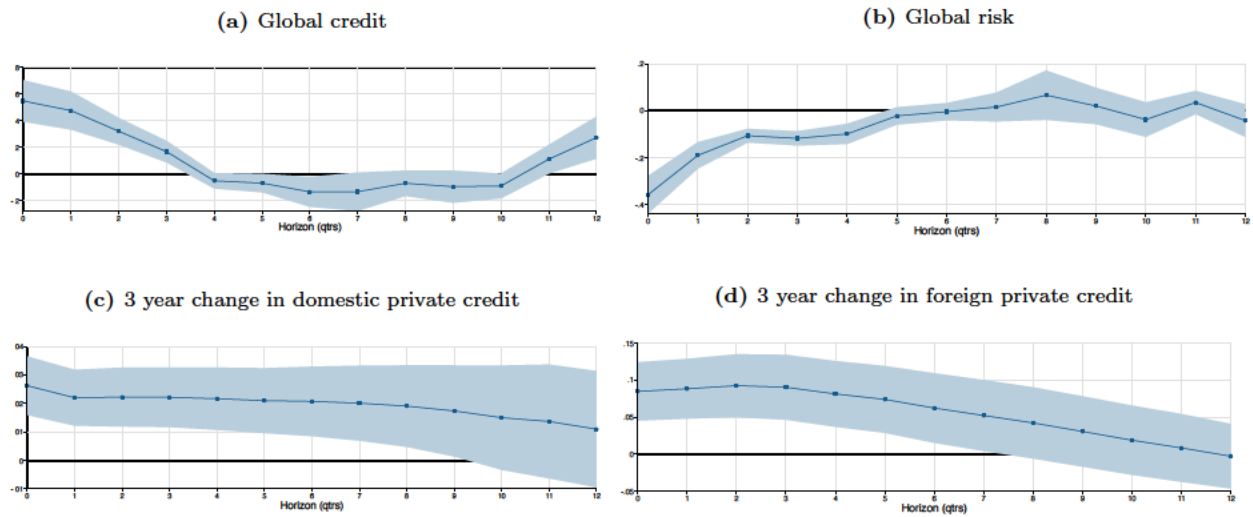 (a) Global credit
8
6
4
2
0
-2
0 1 2 3 4 5 6 7 8 9 10 11 12
Horizon (qtrs)
(b) Global risk
.2
0
-.2
-.4
0 1 2 3 4 5 6 7 8 9 10 11 12
Horizon (qtrs)
(c) 3 year change in domestic private credit
04
03
02
01
0
-01
0 1 2 3 4 5 6 7 8 9 10 11 12
Horizon (qtrs)
(d) 3 year change in foreign private credit
.15
.1
.05
0
-.05
0 1 2 3 4 5 6 7 8 9 10 11 12
Horizon (qtrs)